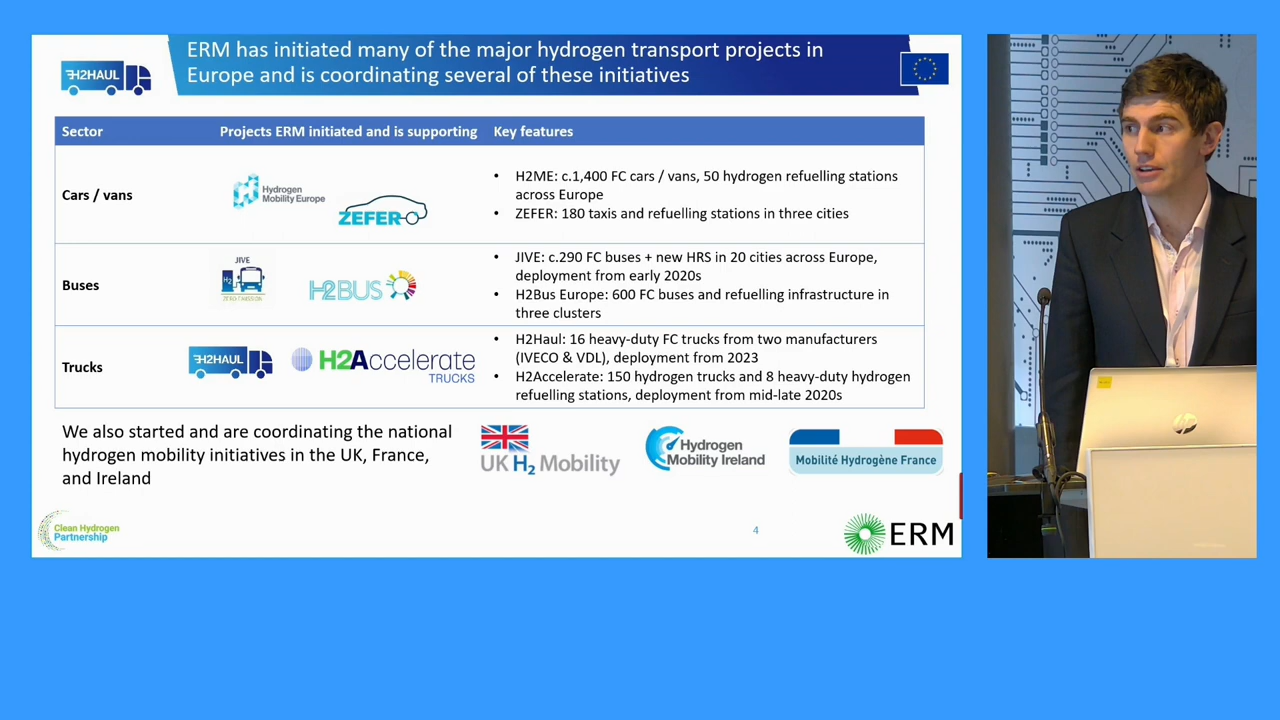 H2HAUL
ERM has initiated many of the major hydrogen transport projects in
Europe and is coordinating several of these initiatives
Sector
Projects ERM initiated and is supporting
Key features
Cars / vans
Hydrogen
Mobility Europe
ZEFER
• H2ME: c.1,400 FC cars / vans, 50 hydrogen refuelling stations
across Europe
• ZEFER: 180 taxis and refuelling stations in three cities
Buses
JIVE
H2
ZERO EMISSION
H2BUS
• JIVE: c.290 FC buses + new HRS in 20 cities across Europe,
deployment from early 2020s
• H2Bus Europe: 600 FC buses and refuelling infrastructure in
three clusters
Trucks
H2HAUL
H2Accelerate
TRUCKS
• H2Haul: 16 heavy-duty FC trucks from two manufacturers
(IVECO & VDL), deployment from 2023
• H2Accelerate: 150 hydrogen trucks and 8 heavy-duty hydrogen
refuelling stations, deployment from mid-late 2020s
We also started and are coordinating the national
hydrogen mobility initiatives in the UK, France,
and Ireland
UK H2 Mobility
Hydrogen
Mobility Ireland
Mobilité Hydrogène France
Clean Hydrogen
Partnership
4
ERM
hp